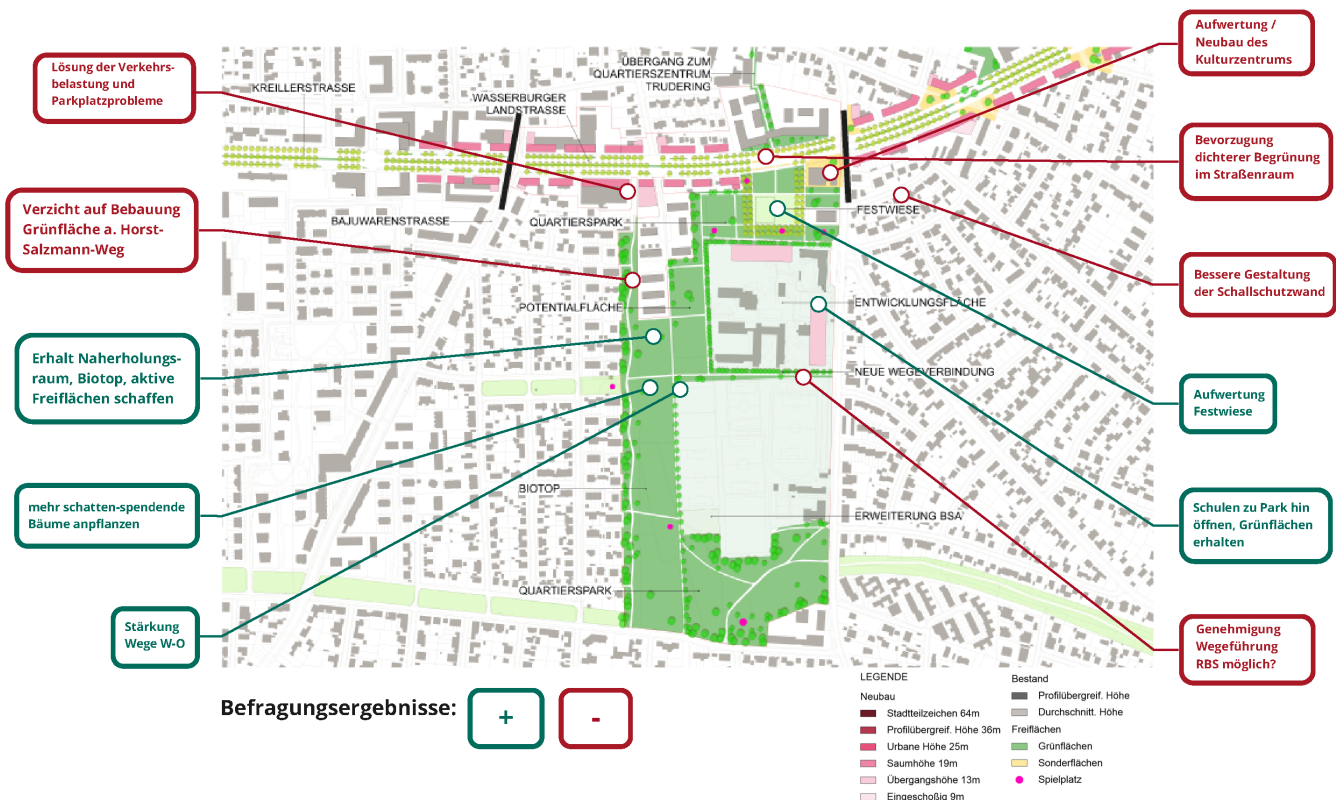 Aufwertung /
Neubau des
Kulturzentrums
Lösung der Verkehrs-
belastung und
Parkplatzprobleme
ÜBERGANG ZUM
QUARTIERSZENTRUM
TRUDERING
KREILLERSTRASSE
WASSERBURGER
LANDSTRASSE
Bevorzugung
dichterer Begrünung
im Straßenraum
Verzicht auf Bebauung
Grünfläche a. Horst-
Salzmann-Weg
BAJUWARENSTRASSE
QUARTIERSPARK
FESTWIESE
Bessere Gestaltung
der Schallschutzwand
POTENTIALFLÄCHE
ENTWICKLUNGSFLÄCHE
Erhalt Naherholungs-
raum, Biotop, aktive
Freiflächen schaffen
NEUE WEGEVERBINDUNG
Aufwertung
Festwiese
mehr schatten-spendende
Bäume anpflanzen
BIOTOP
ERWEITERUNG BSA
Schulen zu Park hin
öffnen, Grünflächen
erhalten
QUARTIERSPARK
Stärkung
Wege W-O
Genehmigung
Wegeführung
RBS möglich?
Befragungsergebnisse:
+
-
LEGENDE
Neubau
Stadtteilzeichen 64m
Profilübergreif. Höhe 36m
Urbane Höhe 25m
Saumhöhe 19m
Übergangshöhe 13m
Eingeschoßig 9m
Bestand
Profilübergreif. Höhe
Durchschnitt. Höhe
Freiflächen
Grünflächen
Sonderflächen
Spielplatz